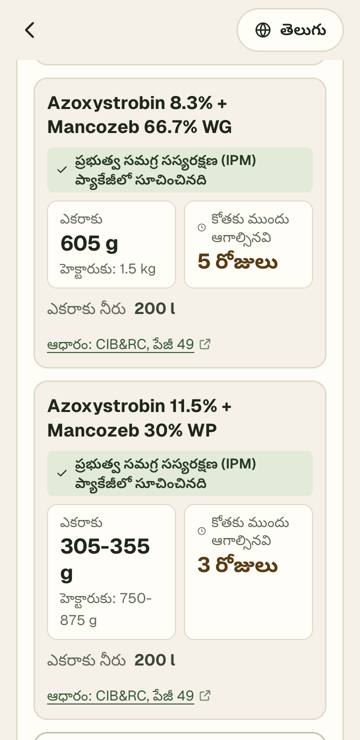 తెలుగు
Azoxystrobin 8.3% +
Mancozeb 66.7% WG
ప్రభుత్వ సమగ్ర సస్యరక్షణ (IPM)
ప్యాకేజీలో సూచించినది
ఎకరాకు
605 g
హెక్టారుకు: 1.5 kg
కోతకు ముందు
ఆగాల్సినవి
5 రోజులు
ఎకరాకు నీరు 200 l
ఆధారం: CIB&RC, పేజీ 49
Azoxystrobin 11.5% +
Mancozeb 30% WP
ప్రభుత్వ సమగ్ర సస్యరక్షణ (IPM)
ప్యాకేజీలో సూచించినది
ఎకరాకు
305-355
g
హెక్టారుకు: 750-
875 g
కోతకు ముందు
ఆగాల్సినవి
3 రోజులు
ఎకరాకు నీరు 200 l
ఆధారం: CIB&RC, పేజీ 49